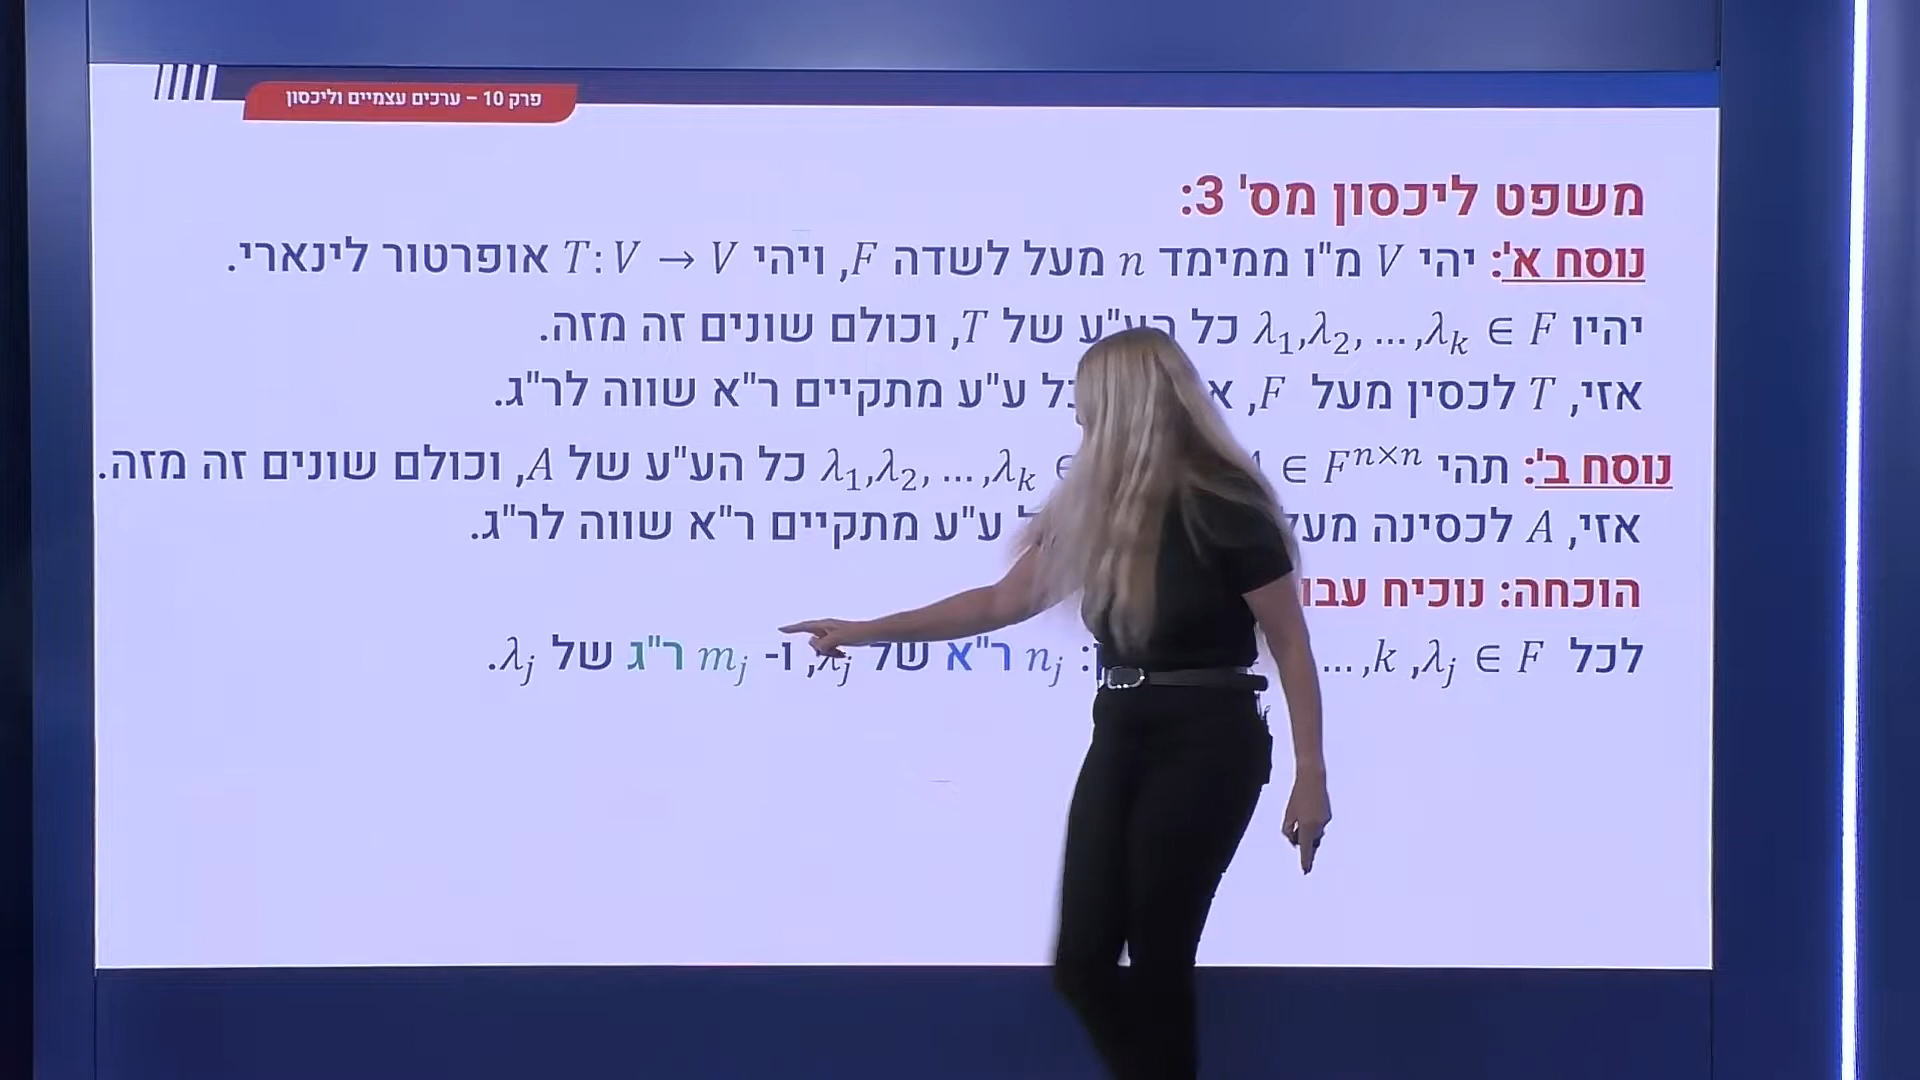 פרק 10 – ערכים עצמיים וליכסון
משפט ליכסון מס' 3:
נוסח א': יהי V מ"ו ממימד n מעל לשדה F, ויהי T: V → V אופרטור לינארי.
יהיו λ₁,λ₂, … ,λₖ ∈ F כל הע"ע של T, וכולם שונים זה מזה.
אזי, T לכסין מעל F, ע"ע מתקיים ר"א שווה לר"ג.
נוסח ב': תהי ∈ Fⁿˣⁿ λ₁,λ₂, … ,λₖ כל הע"ע של A, וכולם שונים זה מזה.
אזי, A לכסינה ע"ע מתקיים ר"א שווה לר"ג.
הוכחה: נוכיח
לכל … ,k ,λⱼ ∈ F : nⱼ ר"א של λⱼ, ו- mⱼ ר"ג של λⱼ.